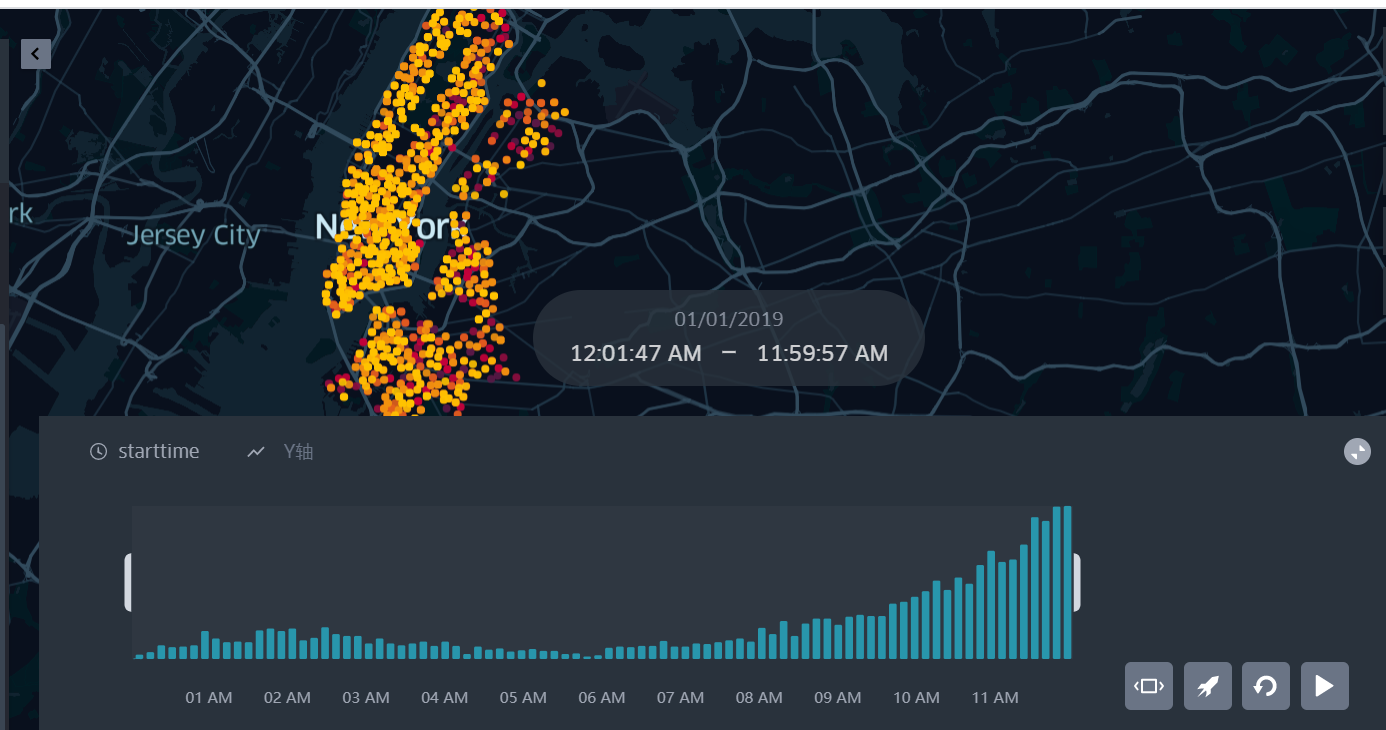 rk
Jersey City
New York
01/01/2019
12:01:47 AM – 11:59:57 AM
starttime Y轴
01 AM 02 AM 03 AM 04 AM 05 AM 06 AM 07 AM 08 AM 09 AM 10 AM 11 AM